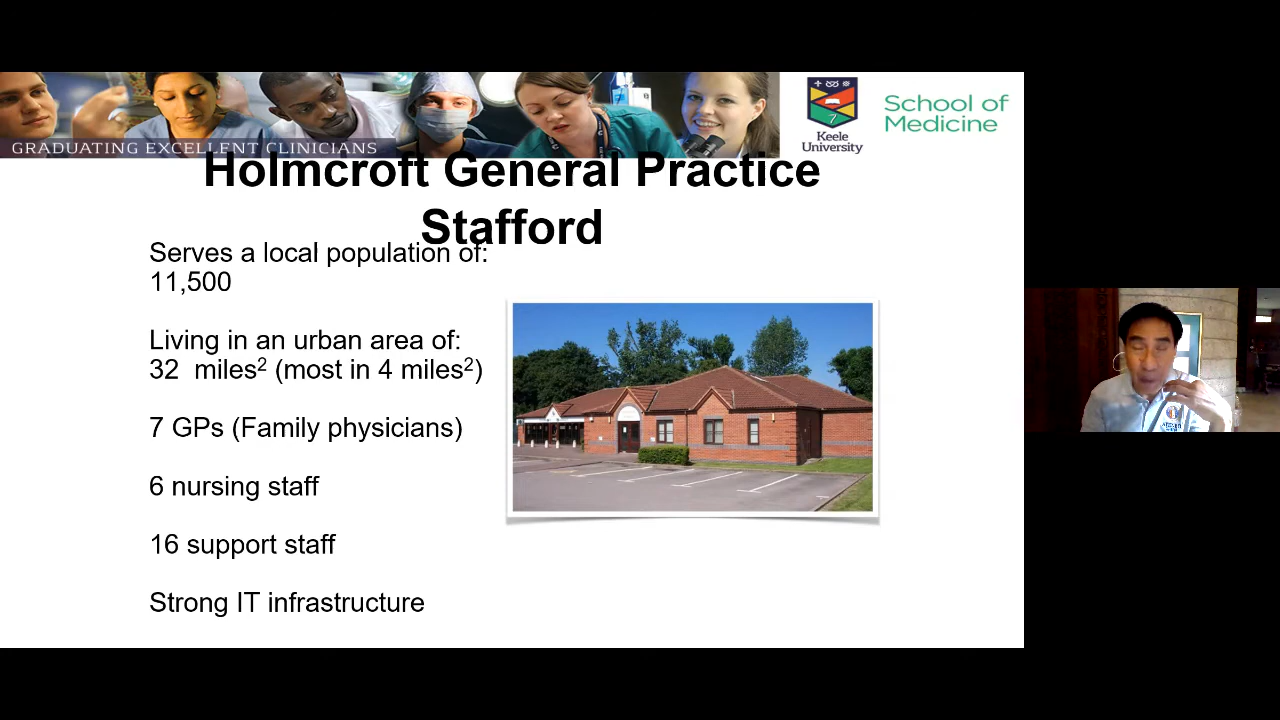 GRADUATING EXCELLENT CLINICIANS
Keele
University
School of
Medicine
Holmcroft General Practice
Stafford
Serves a local population of:
11,500
Living in an urban area of:
32 miles² (most in 4 miles²)
7 GPs (Family physicians)
6 nursing staff
16 support staff
Strong IT infrastructure